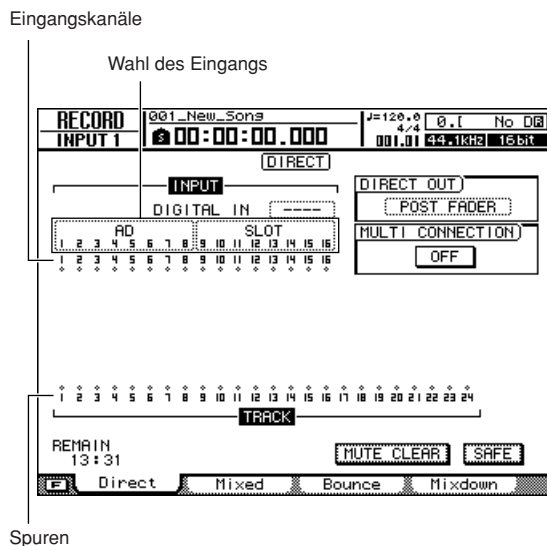 Eingangskanäle
Wahl des Eingangs
RECORD
INPUT 1
001_New_Song
00:00:00.000
♩=120.0
4/4
001.01
0.[ No D
44.1kHz 16bit
DIRECT
INPUT
DIGITAL IN ----
AD SLOT
1 2 3 4 5 6 7 8 9 10 11 12 13 14 15 16
1 2 3 4 5 6 7 8 9 10 11 12 13 14 15 16
DIRECT OUT
POST FADER
MULTI CONNECTION
OFF
1 2 3 4 5 6 7 8 9 10 11 12 13 14 15 16 17 18 19 20 21 22 23 24
TRACK
REMAIN
13:31
MUTE CLEAR SAFE
F Direct Mixed Bounce Mixdown
Spuren